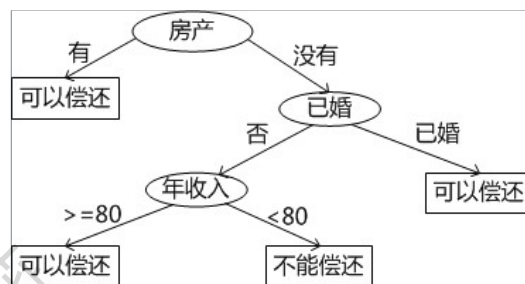 房产
有
没有
可以偿还
已婚
否
已婚
年收入
可以偿还
>=80
<80
可以偿还
不能偿还